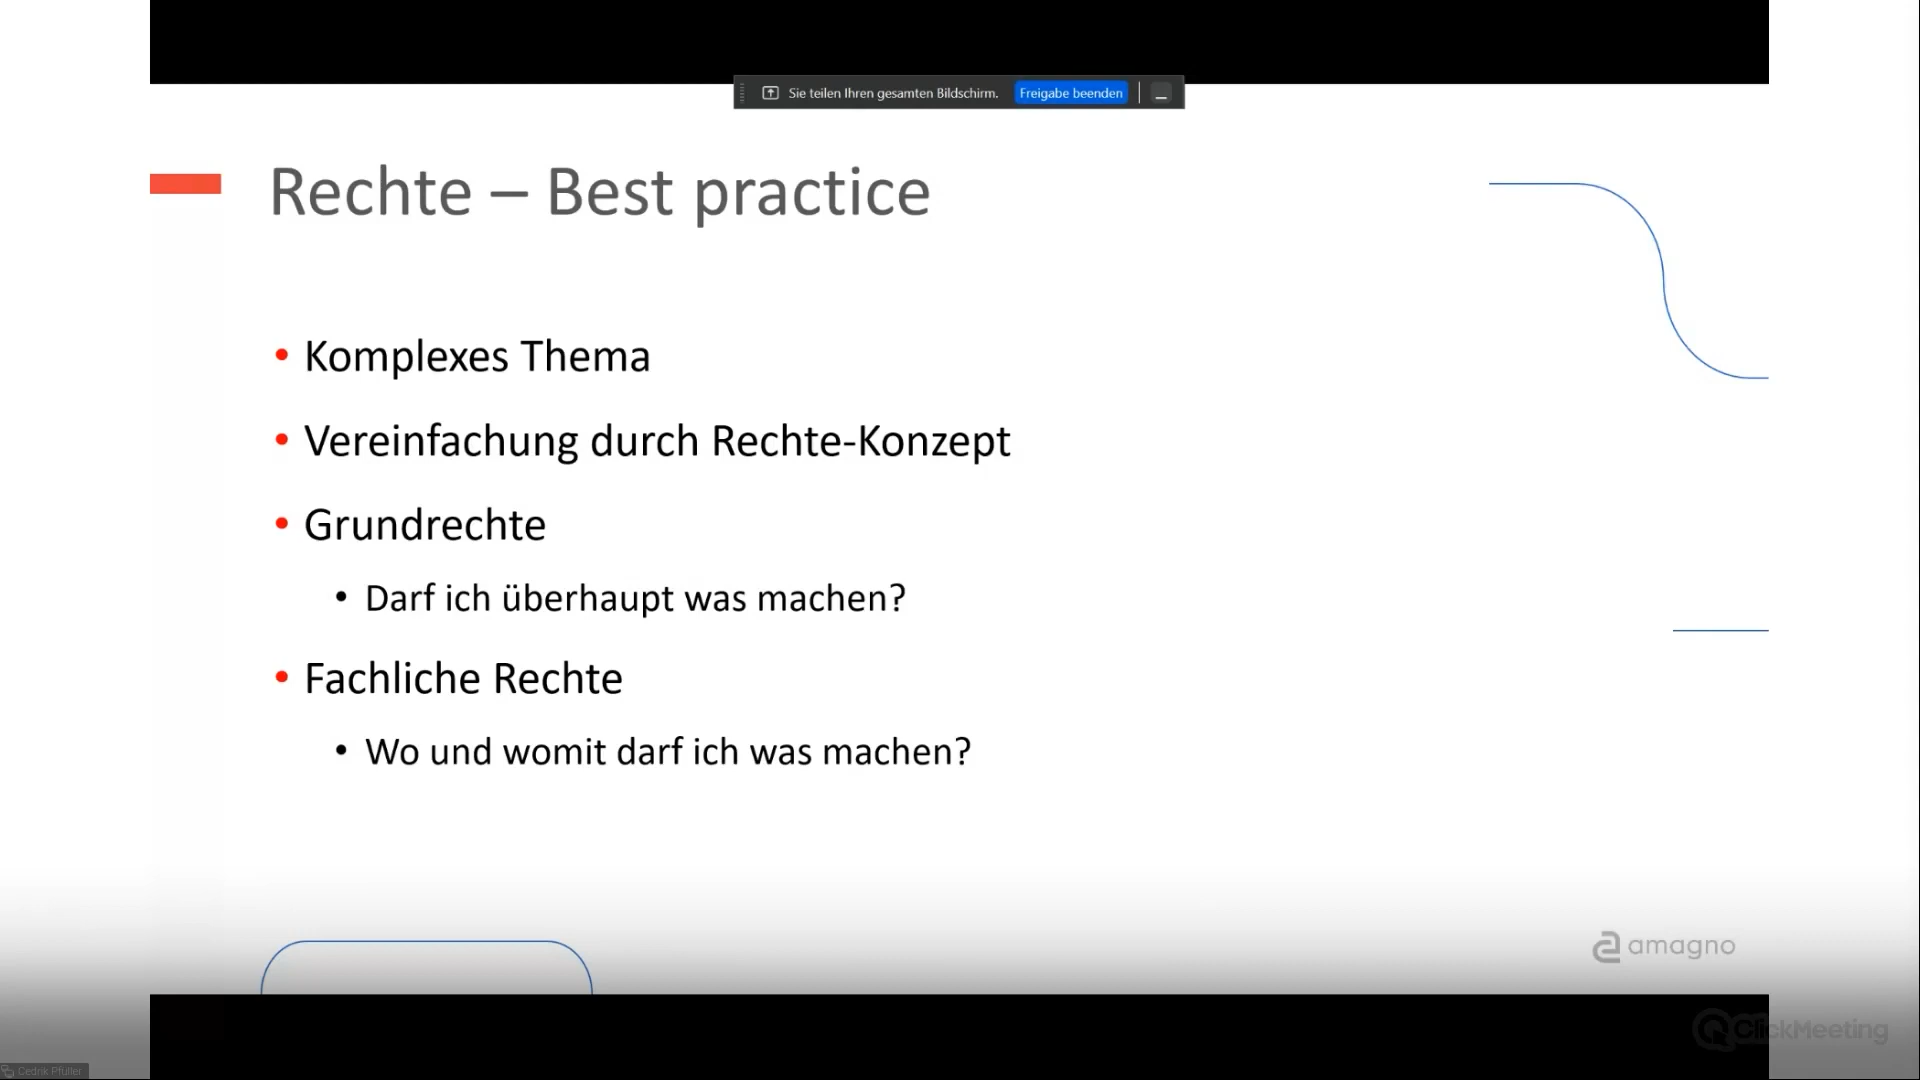 Sie teilen Ihren gesamten Bildschirm. Freigabe beenden
Rechte – Best practice
• Komplexes Thema
• Vereinfachung durch Rechte-Konzept
• Grundrechte
• Darf ich überhaupt was machen?
• Fachliche Rechte
• Wo und womit darf ich was machen?
amagno
ClickMeeting
Cedrik Pfüller